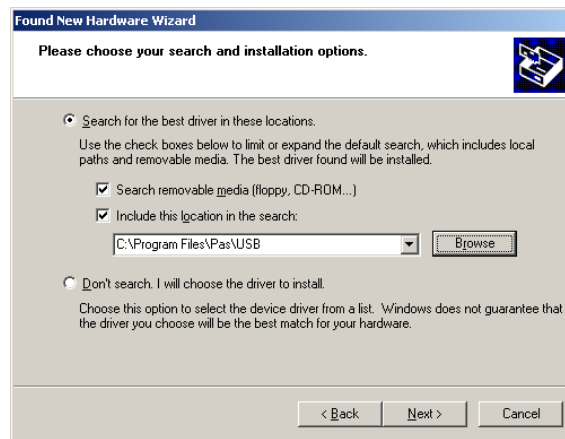 Found New Hardware Wizard
Please choose your search and installation options.
Search for the best driver in these locations.
Use the check boxes below to limit or expand the default search, which includes local
paths and removable media. The best driver found will be installed.
Search removable media (floppy, CD-ROM...)
Include this location in the search:
C:\Program Files\Pas\USB
Browse
Don't search. I will choose the driver to install.
Choose this option to select the device driver from a list. Windows does not guarantee that
the driver you choose will be the best match for your hardware.
< Back
Next >
Cancel